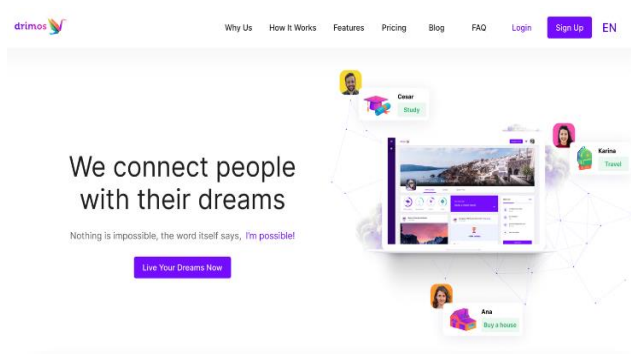 drimos
Why Us How It Works Features Pricing Blog FAQ Login Sign Up EN
Cesar
Study
Karina
Travel
We connect people
with their dreams
Nothing is impossible, the word itself says, I'm possible!
Live Your Dreams Now
Ana
Buy a house